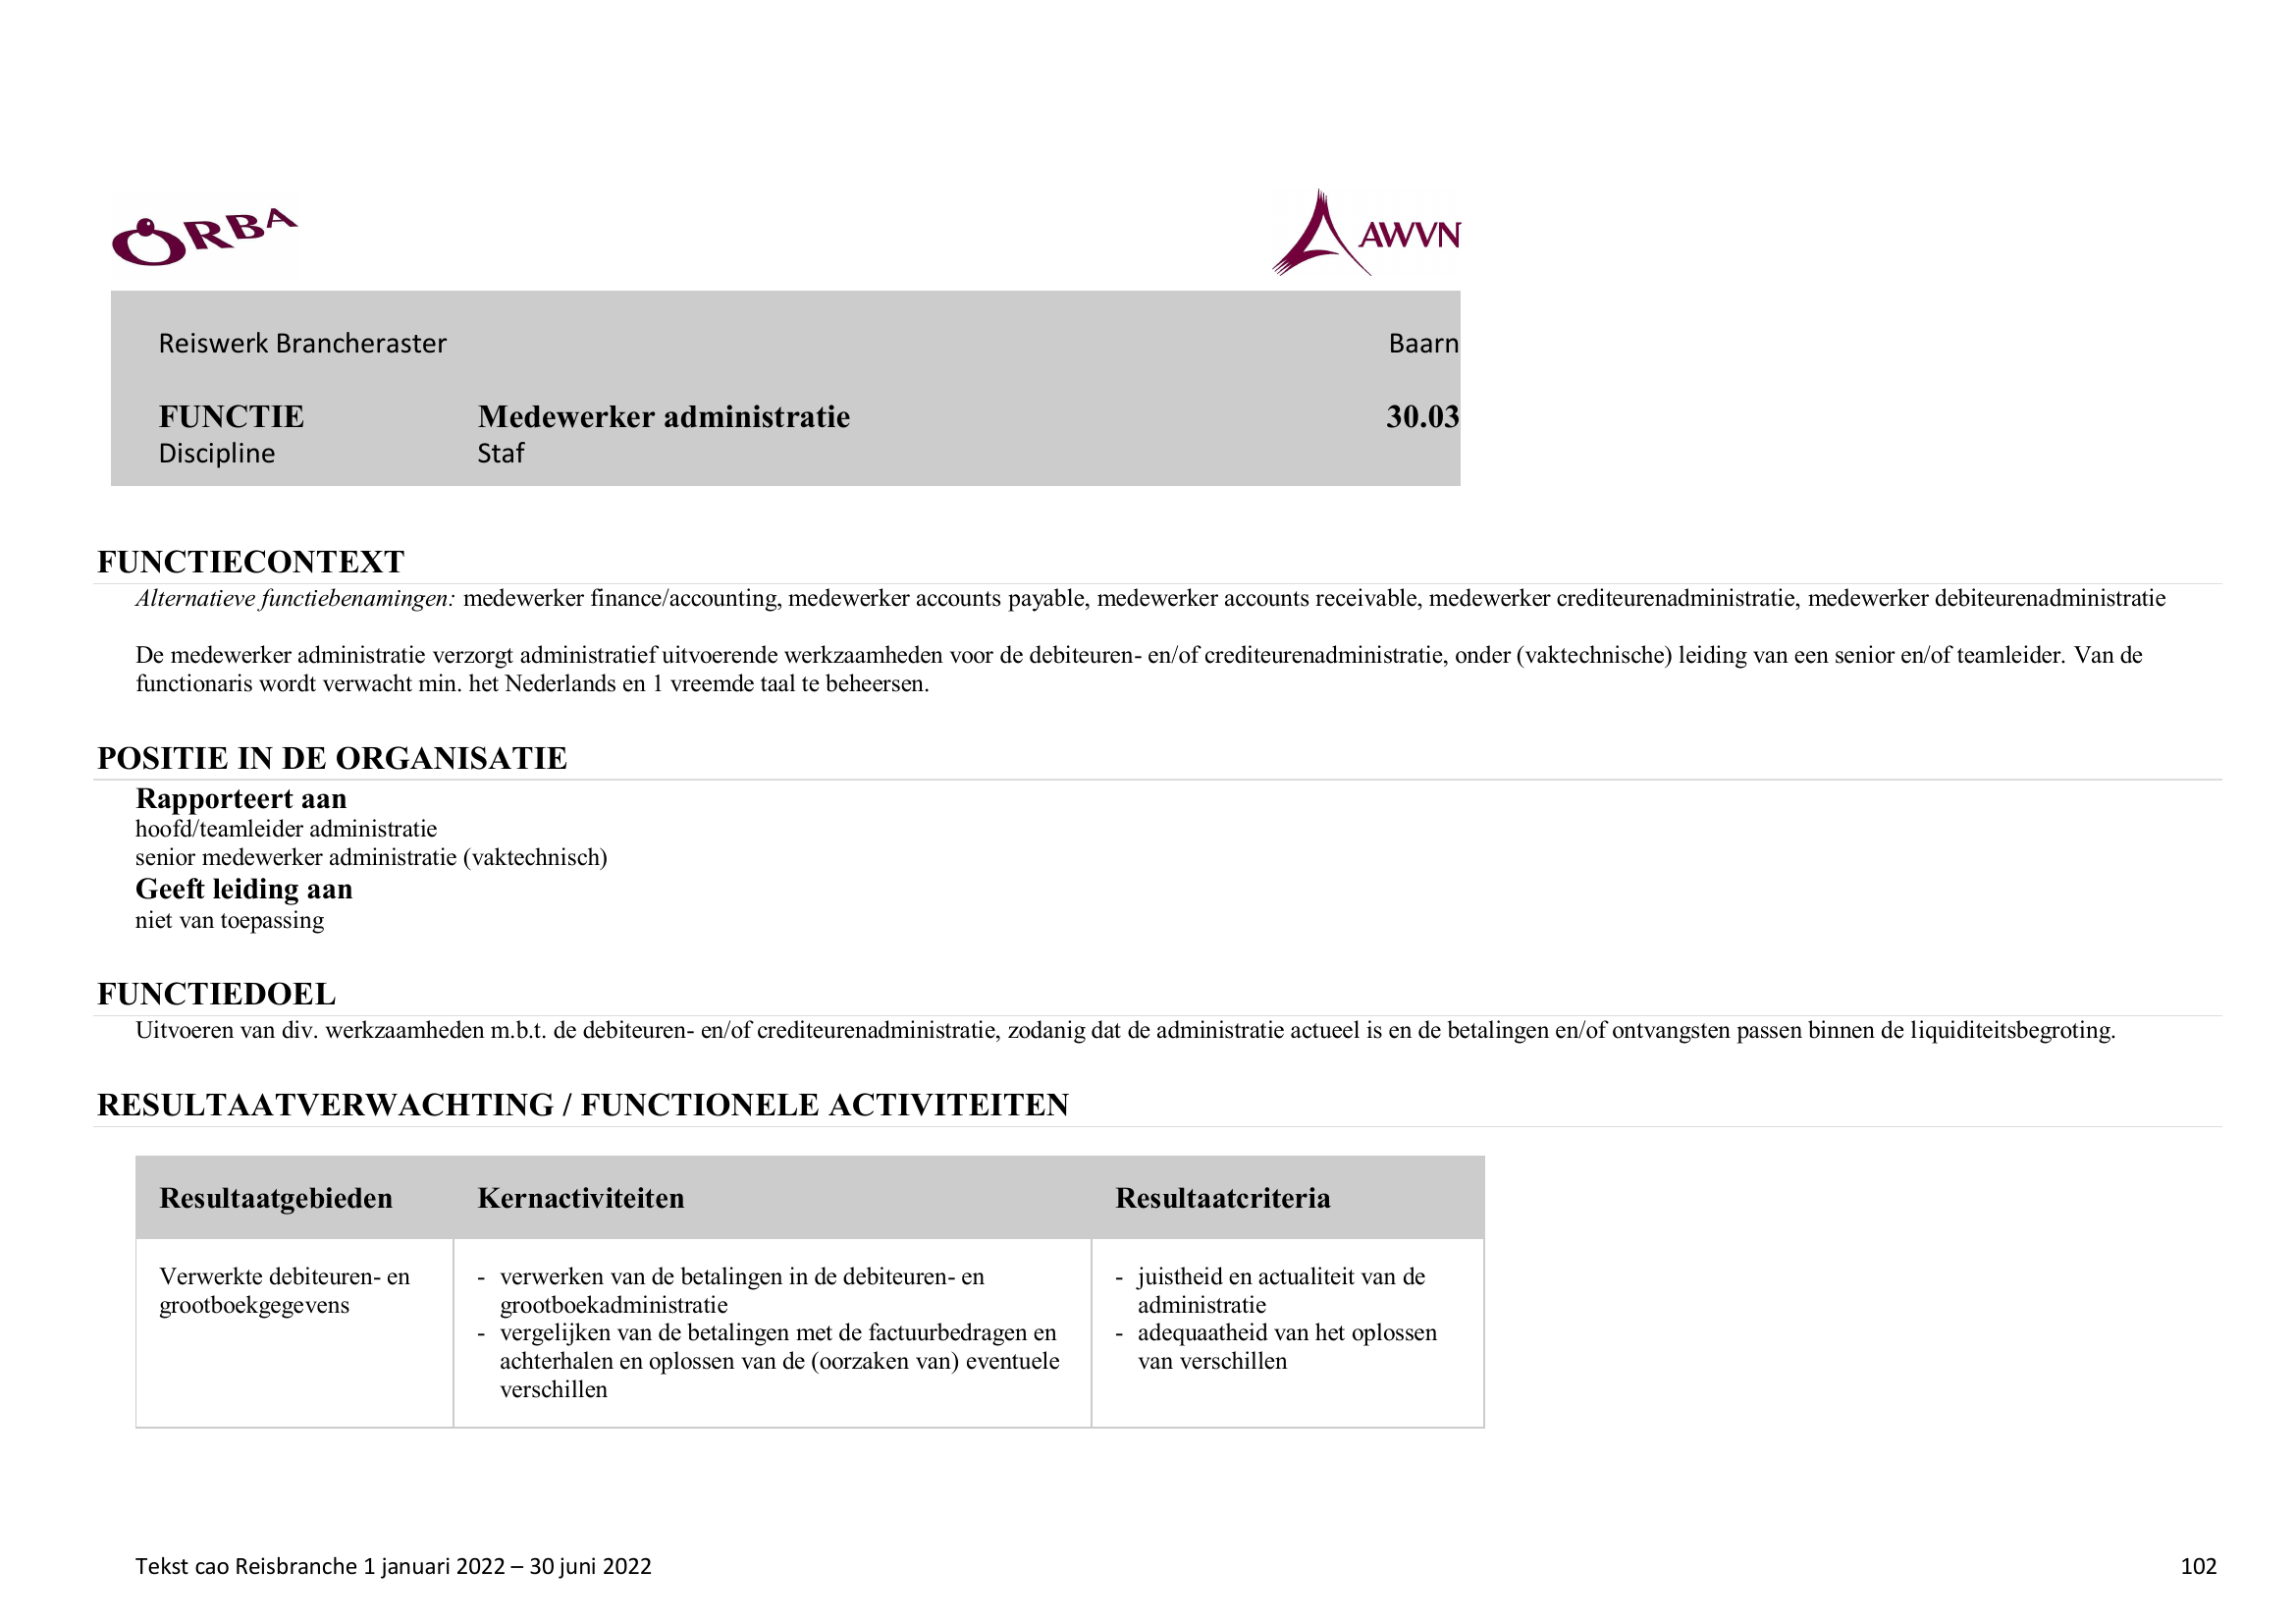 ORBA
AWVN
Reiswerk Brancheraster Baarn
FUNCTIE Medewerker administratie 30.03
Discipline Staf
FUNCTIECONTEXT
Alternatieve functiebenamingen: medewerker finance/accounting, medewerker accounts payable, medewerker accounts receivable, medewerker crediteurenadministratie, medewerker debiteurenadministratie
De medewerker administratie verzorgt administratief uitvoerende werkzaamheden voor de debiteuren- en/of crediteurenadministratie, onder (vaktechnische) leiding van een senior en/of teamleider. Van de
functionaris wordt verwacht min. het Nederlands en 1 vreemde taal te beheersen.
POSITIE IN DE ORGANISATIE
Rapporteert aan
hoofd/teamleider administratie
senior medewerker administratie (vaktechnisch)
Geeft leiding aan
niet van toepassing
FUNCTIEDOEL
Uitvoeren van div. werkzaamheden m.b.t. de debiteuren- en/of crediteurenadministratie, zodanig dat de administratie actueel is en de betalingen en/of ontvangsten passen binnen de liquiditeitsbegroting.
RESULTAATVERWACHTING / FUNCTIONELE ACTIVITEITEN
Resultaatgebieden Kernactiviteiten Resultaatcriteria
Verwerkte debiteuren- en
grootboekgegevens
- verwerken van de betalingen in de debiteuren- en
grootboekadministratie
- vergelijken van de betalingen met de factuurbedragen en
achterhalen en oplossen van de (oorzaken van) eventuele
verschillen
- juistheid en actualiteit van de
administratie
- adequaatheid van het oplossen
van verschillen
Tekst cao Reisbranche 1 januari 2022 – 30 juni 2022 102